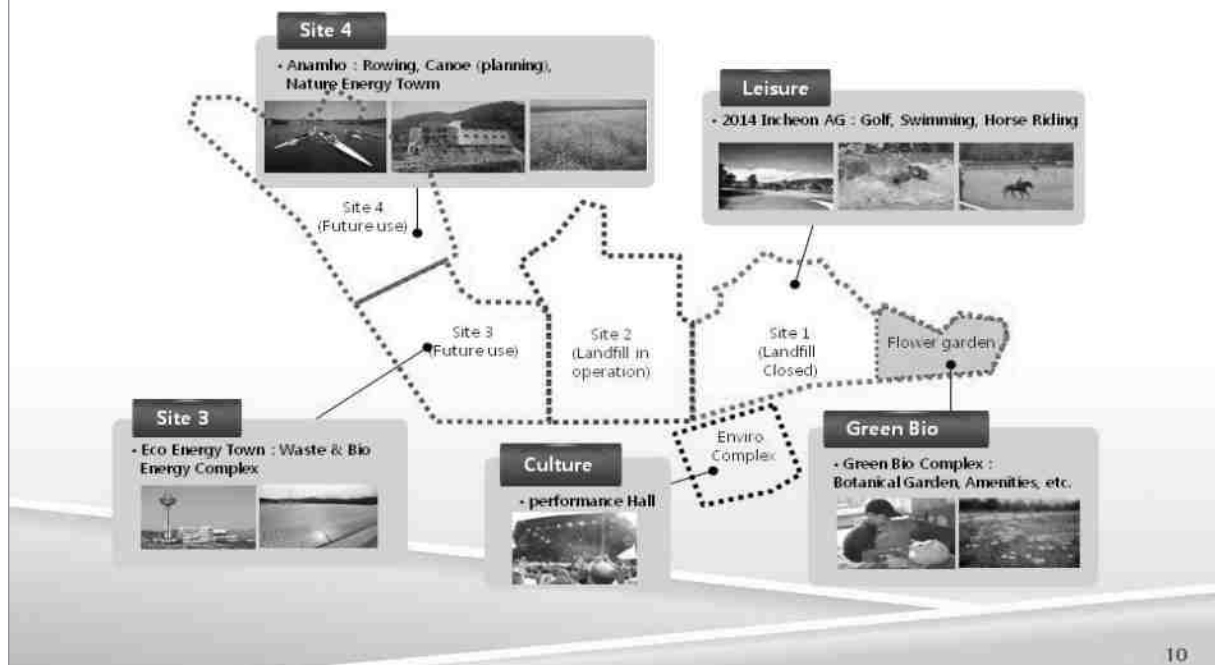 Site 4
• Anamho : Rowing, Canoe (planning),
Nature Energy Towm
Leisure
• 2014 Incheon AG : Golf, Swimming, Horse Riding
Site 4
(Future use)
Site 3
(Future use)
Site 2
(Landfill in
operation)
Site 1
(Landfill
Closed)
Flower garden
Enviro
Complex
Site 3
• Eco Energy Town : Waste & Bio
Energy Complex
Culture
• performance Hall
Green Bio
• Green Bio Complex :
Botanical Garden, Amenities, etc.
10